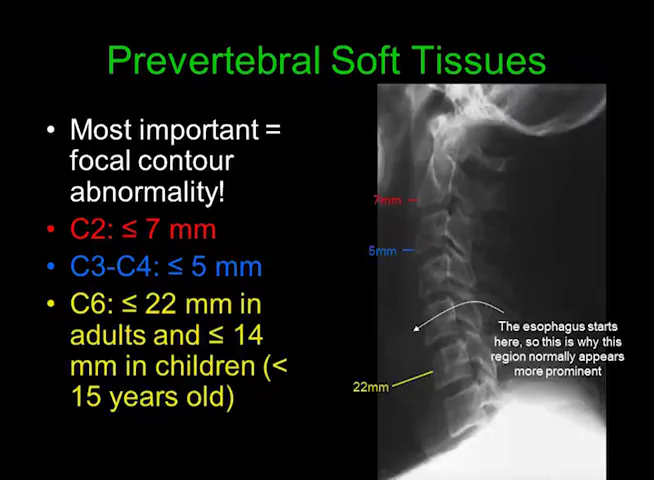 Prevertebral Soft Tissues
• Most important =
focal contour
abnormality!
• C2: ≤ 7 mm
• C3-C4: ≤ 5 mm
• C6: ≤ 22 mm in
adults and ≤ 14
mm in children (<
15 years old)
7mm
5mm
The esophagus starts
here, so this is why this
region normally appears
more prominent
22mm